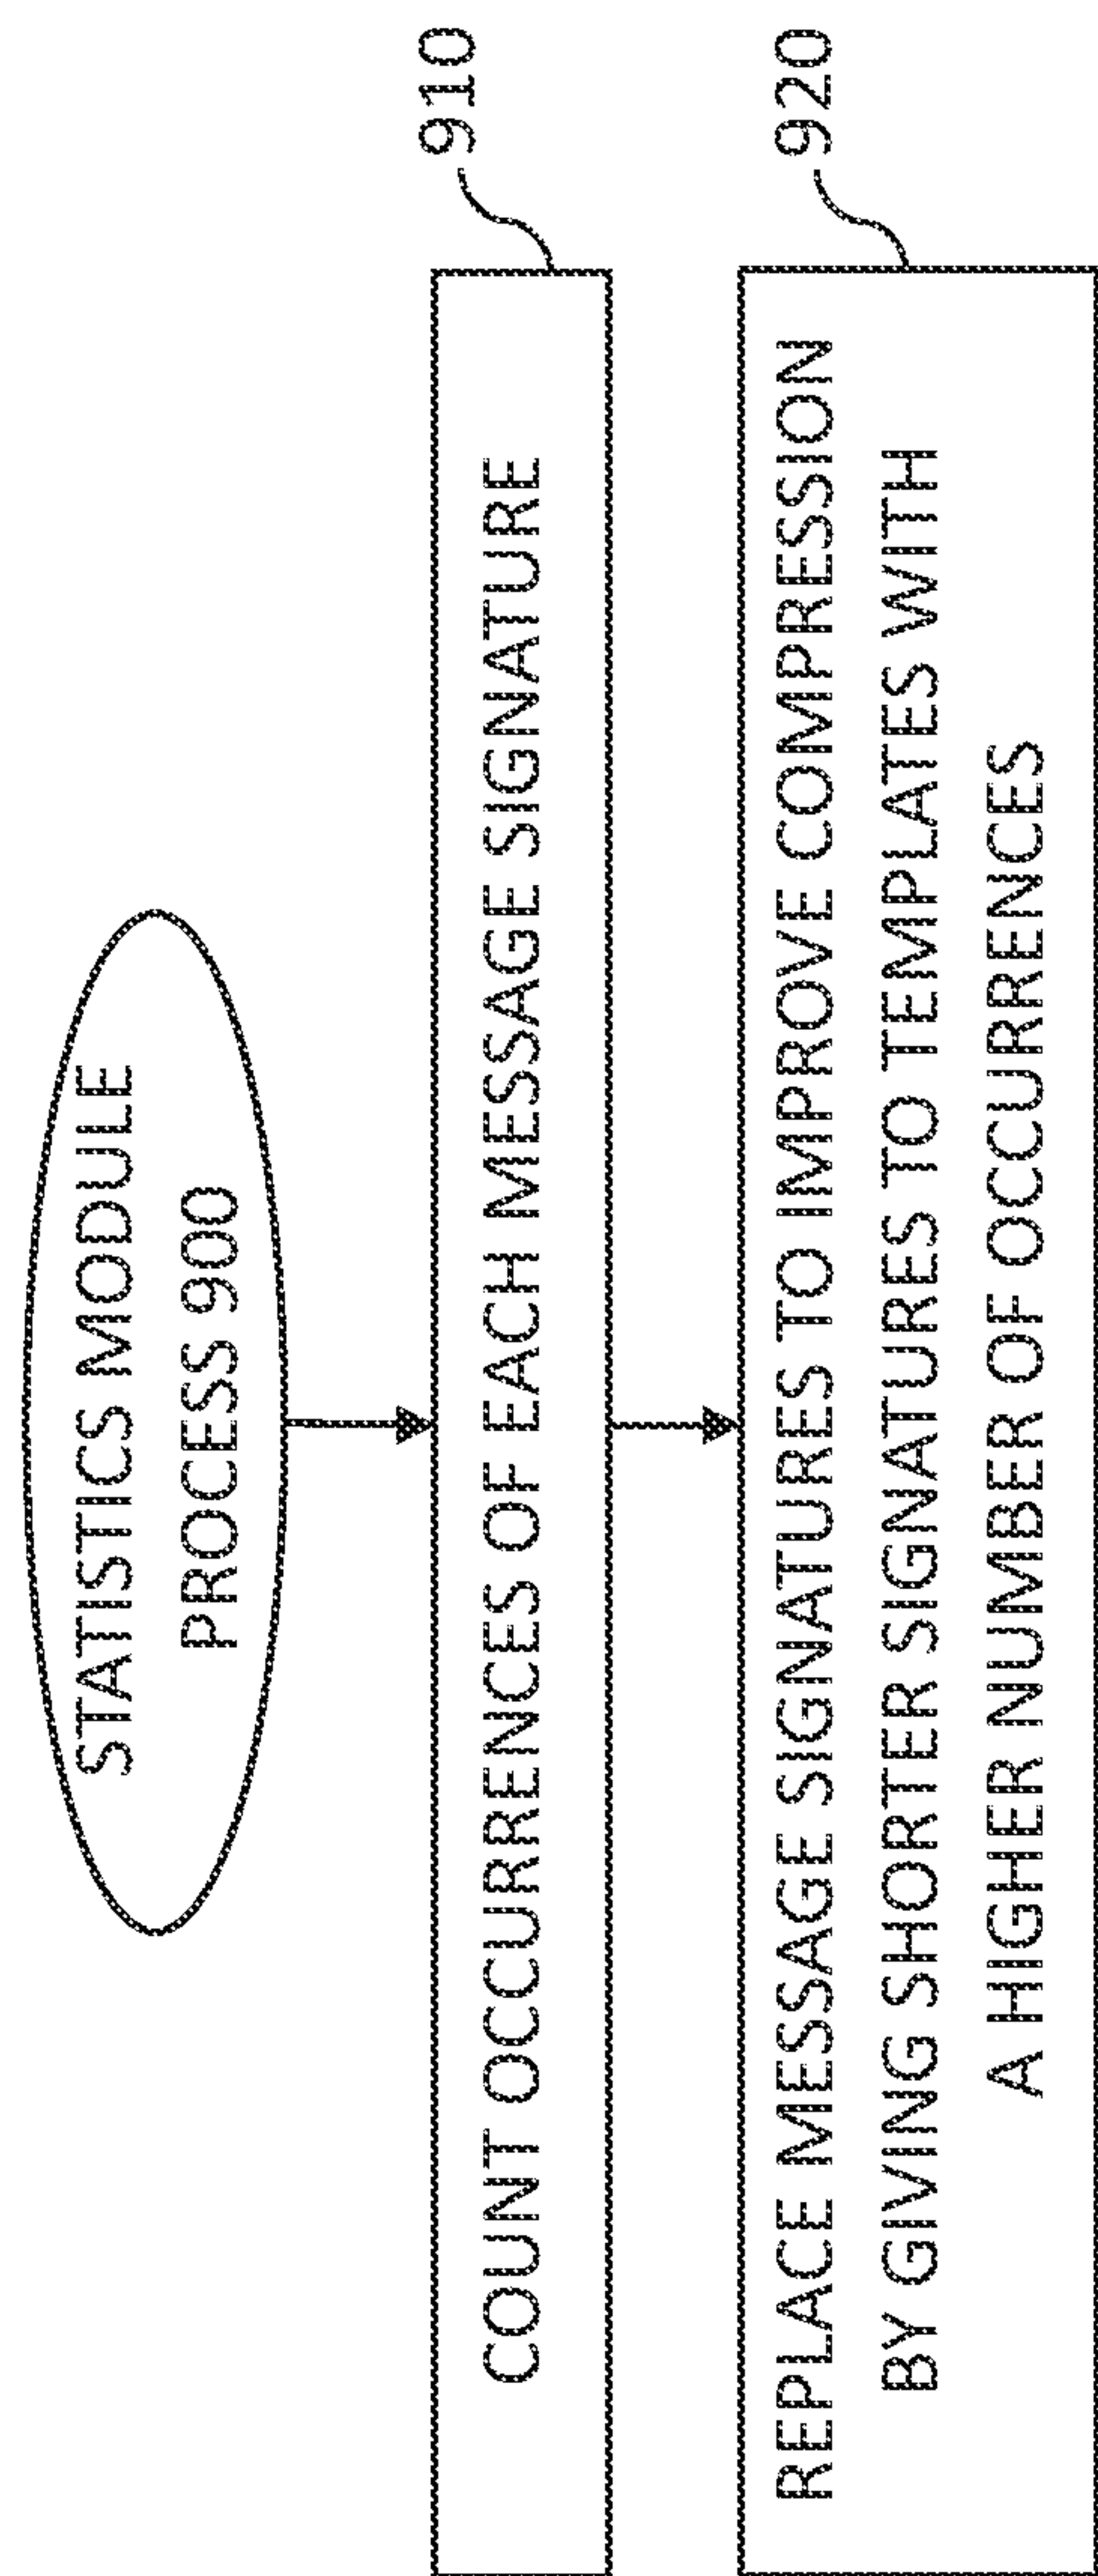 STATISTICS MODULE
PROCESS 900
910
COUNT OCCURRENCES OF EACH MESSAGE SIGNATURE
920
REPLACE MESSAGE SIGNATURES TO IMPROVE COMPRESSION
BY GIVING SHORTER SIGNATURES TO TEMPLATES WITH
A HIGHER NUMBER OF OCCURRENCES